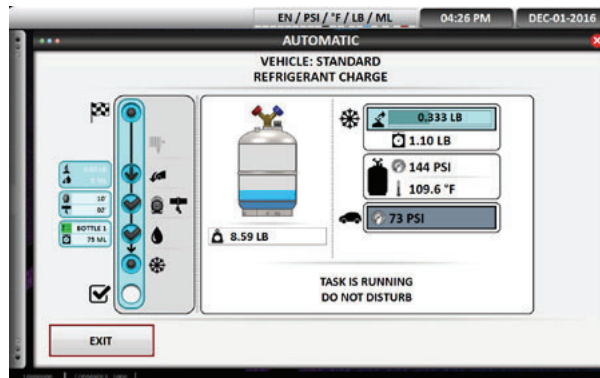 EN / PSI / °F / LB / ML
04:26 PM
DEC-01-2016
AUTOMATIC
VEHICLE: STANDARD
REFRIGERANT CHARGE
0.333 LB
1.10 LB
144 PSI
109.6 °F
73 PSI
10'
02'
BOTTLE 1
75 ML
8.59 LB
TASK IS RUNNING
DO NOT DISTURB
EXIT